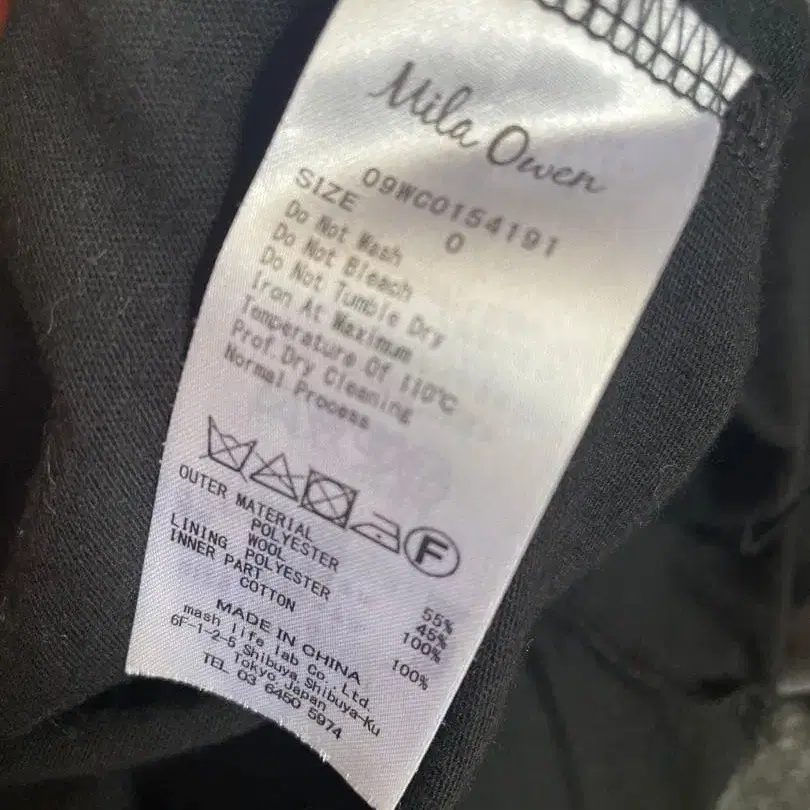 Mila Owen
09WC0154191
SIZE 0
Do Not Wash
Do Not Bleach
Do Not Tumble Dry
Iron At Maximum
Temperature Of 110℃
Prof.Dry Cleaning
Normal Process
F
OUTER MATERIAL
POLYESTER 55%
WOOL 45%
LINING POLYESTER 100%
INNER PART
COTTON 100%
MADE IN CHINA
mash life lab Co., Ltd.
6F-1-2-5 Shibuya Shibuya-Ku
Tokyo Japan
TEL 03 6450 5974